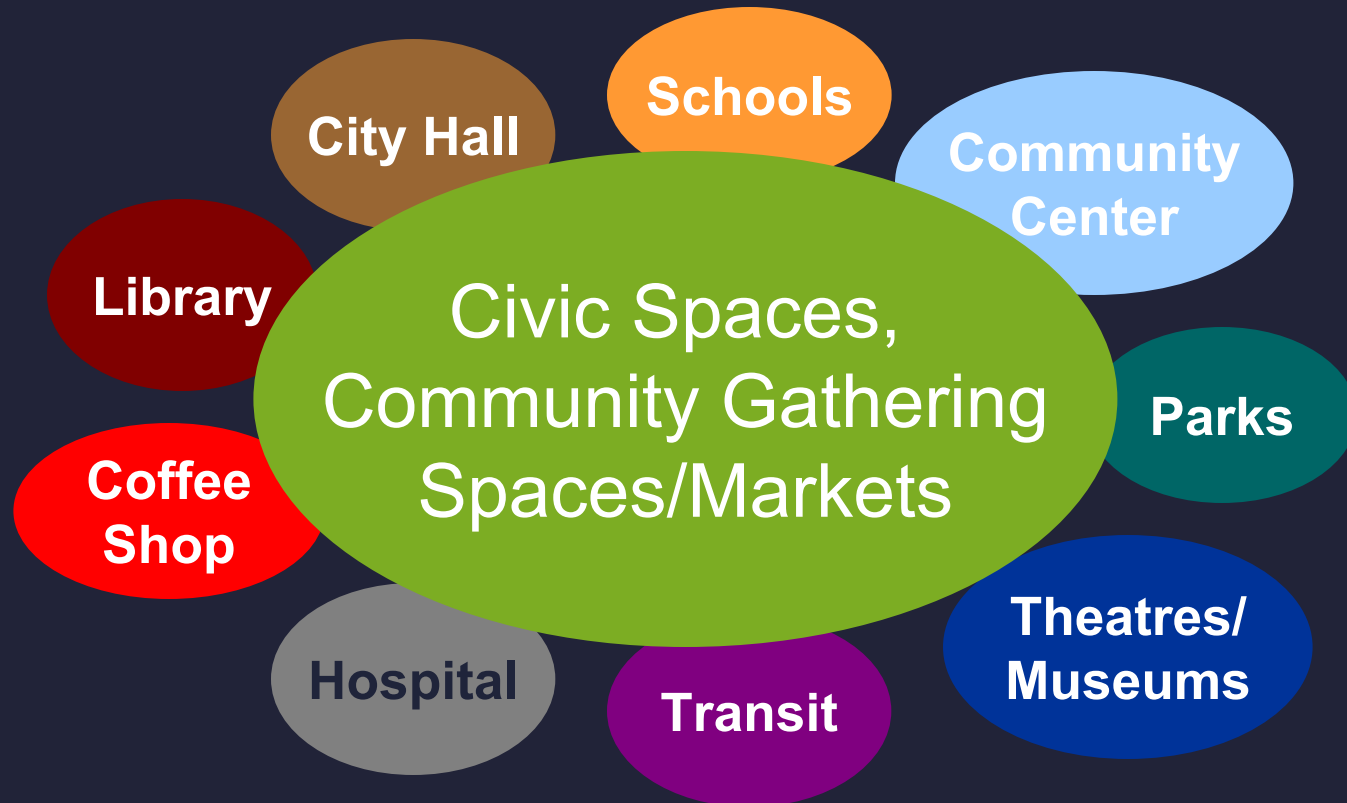 Schools
City Hall
Community
Center
Library
Civic Spaces,
Community Gathering
Spaces/Markets
Parks
Coffee
Shop
Theatres/
Museums
Hospital
Transit